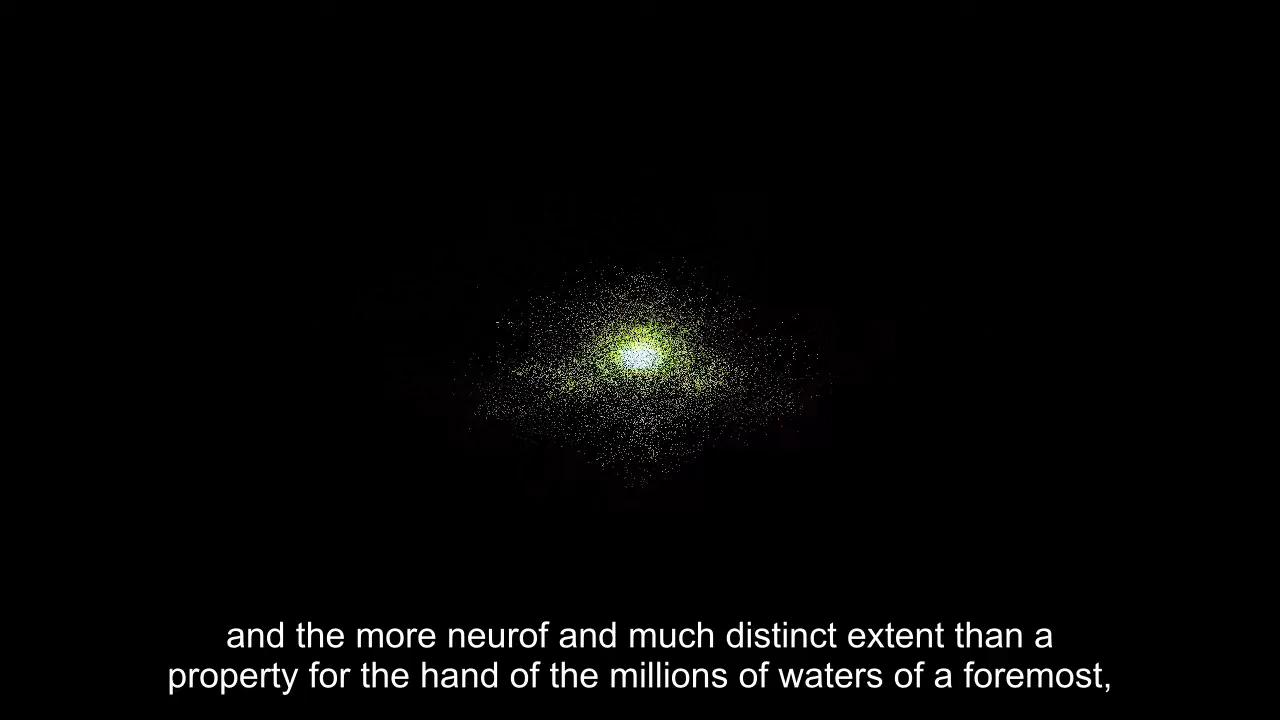 and the more neurof and much distinct extent than a
property for the hand of the millions of waters of a foremost,